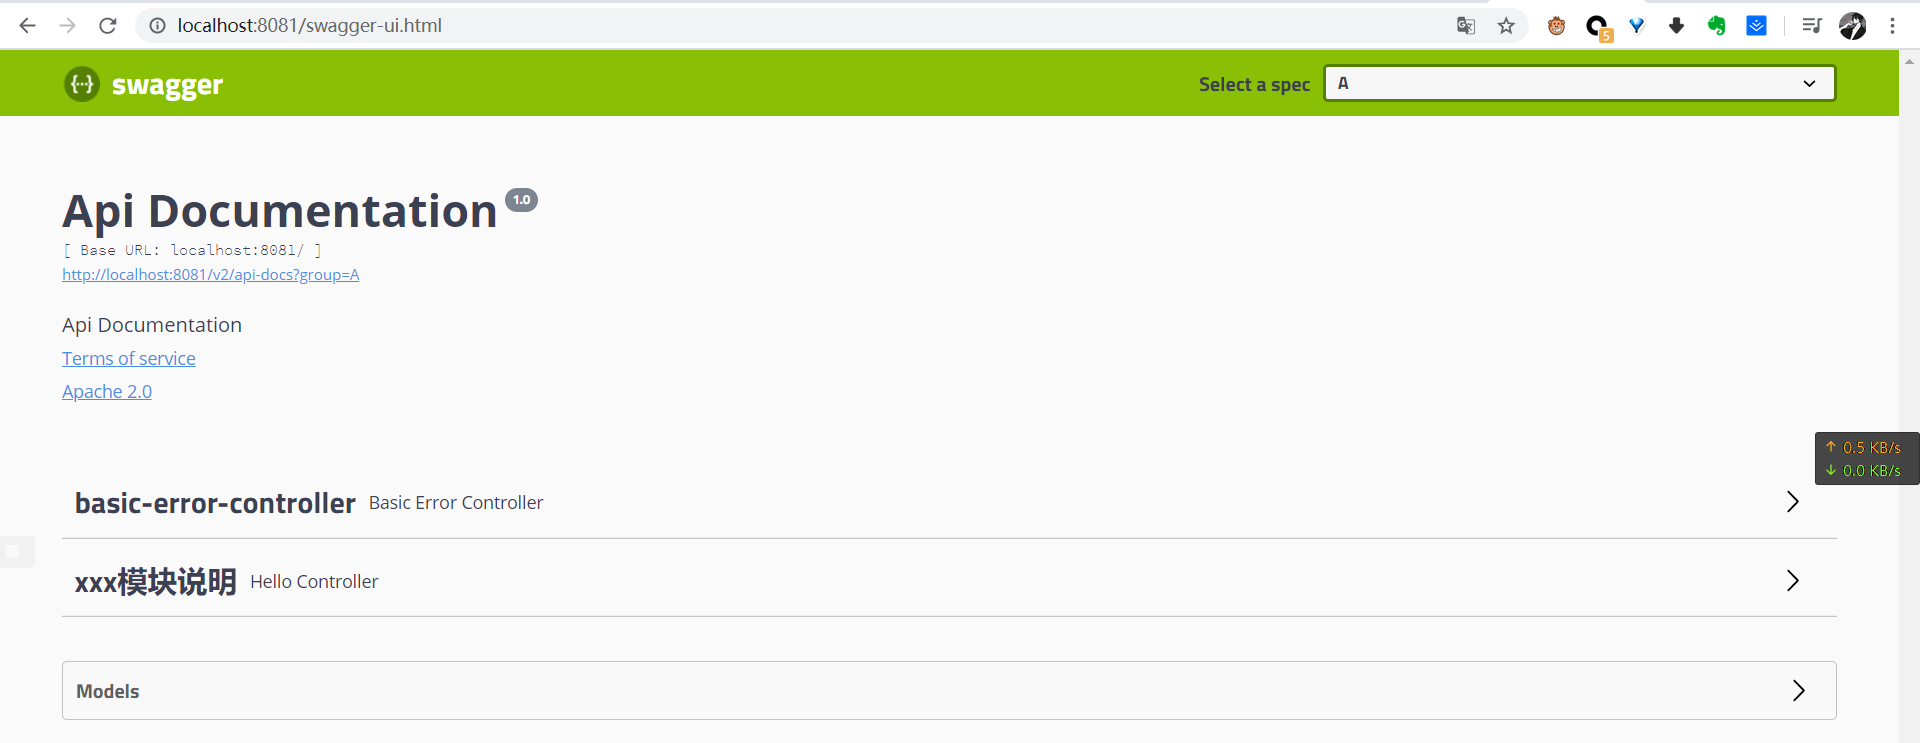 localhost:8081/swagger-ui.html
5
{··} swagger
Select a spec
A
Api Documentation 1.0
[ Base URL: localhost:8081/ ]
http://localhost:8081/v2/api-docs?group=A
Api Documentation
Terms of service
Apache 2.0
↑ 0.5 KB/s
↓ 0.0 KB/s
basic-error-controller Basic Error Controller
xxx模块说明 Hello Controller
Models